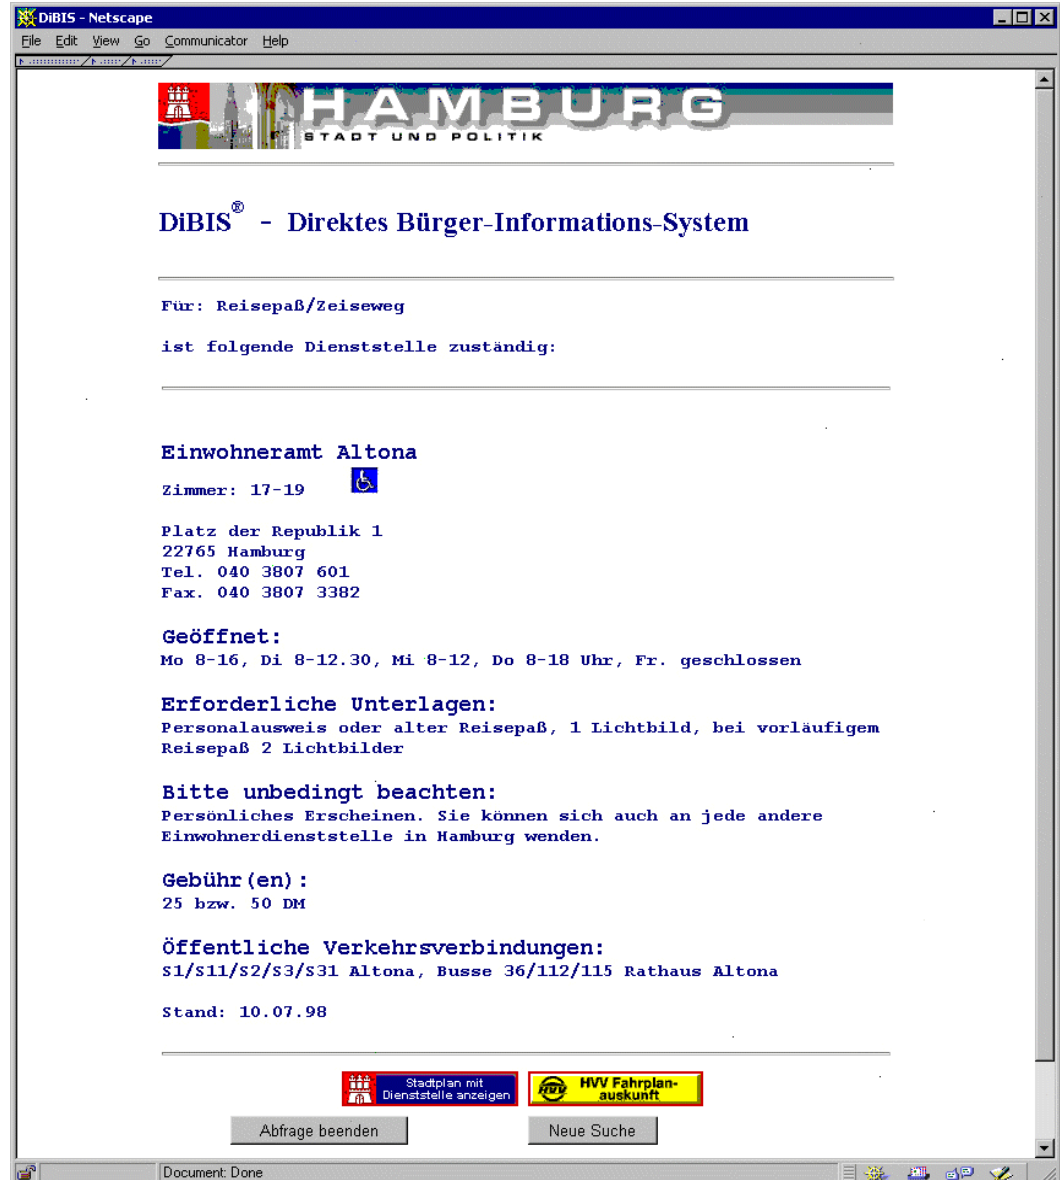 DiBIS - Netscape
File Edit View Go Communicator Help
HAMBURG
STADT UND POLITIK
DiBIS® - Direktes Bürger-Informations-System
Für: Reisepaß/Zeiseweg
ist folgende Dienststelle zuständig:
Einwohneramt Altona
Zimmer: 17-19
Platz der Republik 1
22765 Hamburg
Tel. 040 3807 601
Fax. 040 3807 3382
Geöffnet:
Mo 8-16, Di 8-12.30, Mi 8-12, Do 8-18 Uhr, Fr. geschlossen
Erforderliche Unterlagen:
Personalausweis oder alter Reisepaß, 1 Lichtbild, bei vorläufigem
Reisepaß 2 Lichtbilder
Bitte unbedingt beachten:
Persönliches Erscheinen. Sie können sich auch an jede andere
Einwohnerdienststelle in Hamburg wenden.
Gebühr(en):
25 bzw. 50 DM
Öffentliche Verkehrsverbindungen:
S1/S11/S2/S3/S31 Altona, Busse 36/112/115 Rathaus Altona
Stand: 10.07.98
Stadtplan mit
Dienststelle anzeigen
HVV
HVV Fahrplan-
auskunft
Abfrage beenden
Neue Suche
Document: Done